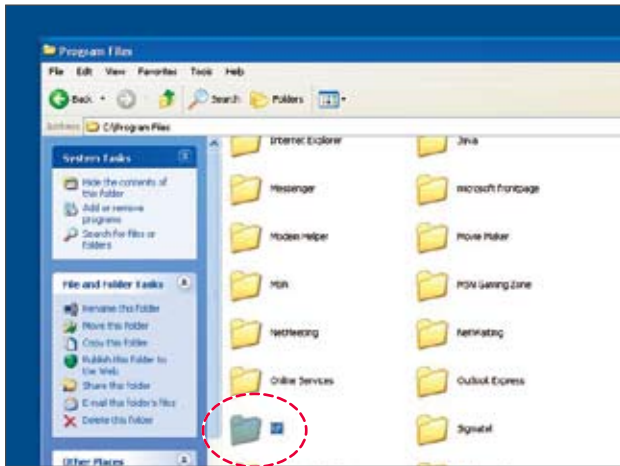 Program Files
File Edit View Favorites Tools Help
Back Search Folders
Address C:\Program Files
System Tasks
Hide the contents of
this folder
Add or remove
programs
Search for files or
folders
File and Folder Tasks
Rename this folder
Move this folder
Copy this folder
Publish this folder to
the Web
Share this folder
E-mail this folder's files
Delete this folder
Other Places
Internet Explorer
Java
Messenger
microsoft frontpage
Modem Helper
Movie Maker
MSN
MSN Gaming Zone
NetMeeting
NetWaiting
Online Services
Outlook Express
Sigmatel